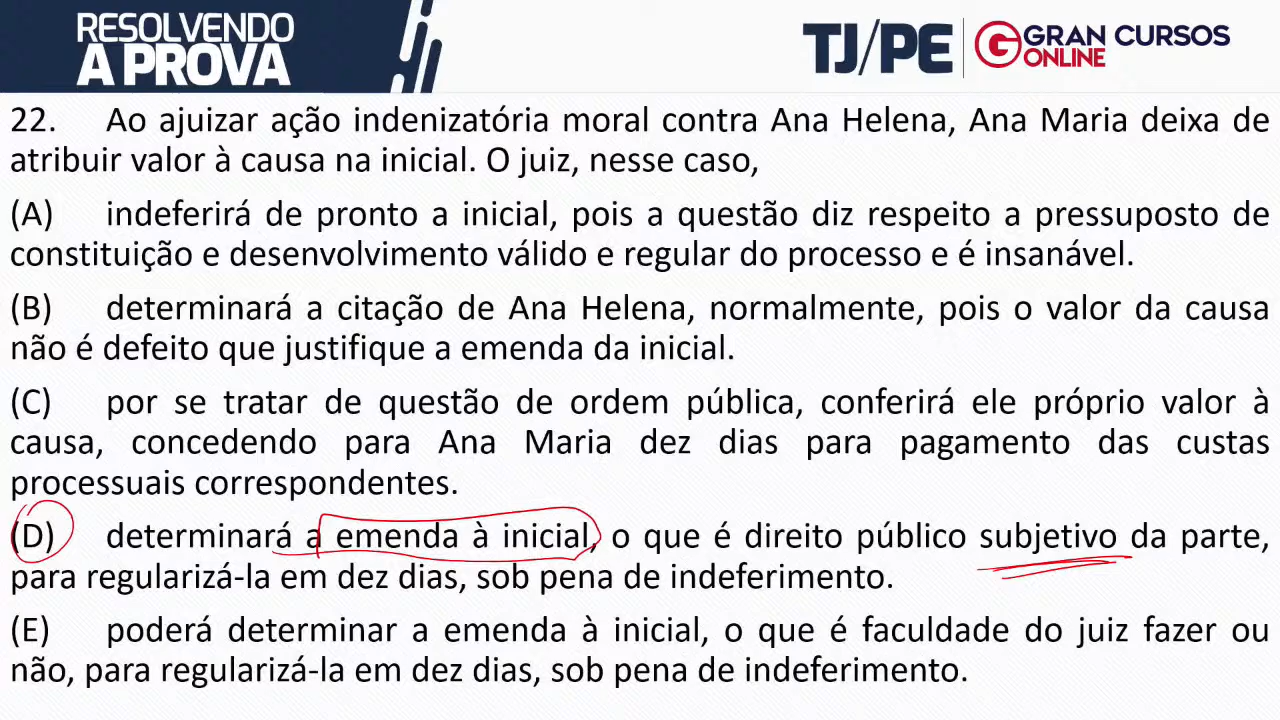 RESOLVENDO
A PROVA
TJ/PE
GRAN CURSOS
ONLINE
22. Ao ajuizar ação indenizatória moral contra Ana Helena, Ana Maria deixa de
atribuir valor à causa na inicial. O juiz, nesse caso,
(A) indeferirá de pronto a inicial, pois a questão diz respeito a pressuposto de
constituição e desenvolvimento válido e regular do processo e é insanável.
(B) determinará a citação de Ana Helena, normalmente, pois o valor da causa
não é defeito que justifique a emenda da inicial.
(C) por se tratar de questão de ordem pública, conferirá ele próprio valor à
causa, concedendo para Ana Maria dez dias para pagamento das custas
processuais correspondentes.
(D) determinará a emenda à inicial, o que é direito público subjetivo da parte,
para regularizá-la em dez dias, sob pena de indeferimento.
(E) poderá determinar a emenda à inicial, o que é faculdade do juiz fazer ou
não, para regularizá-la em dez dias, sob pena de indeferimento.